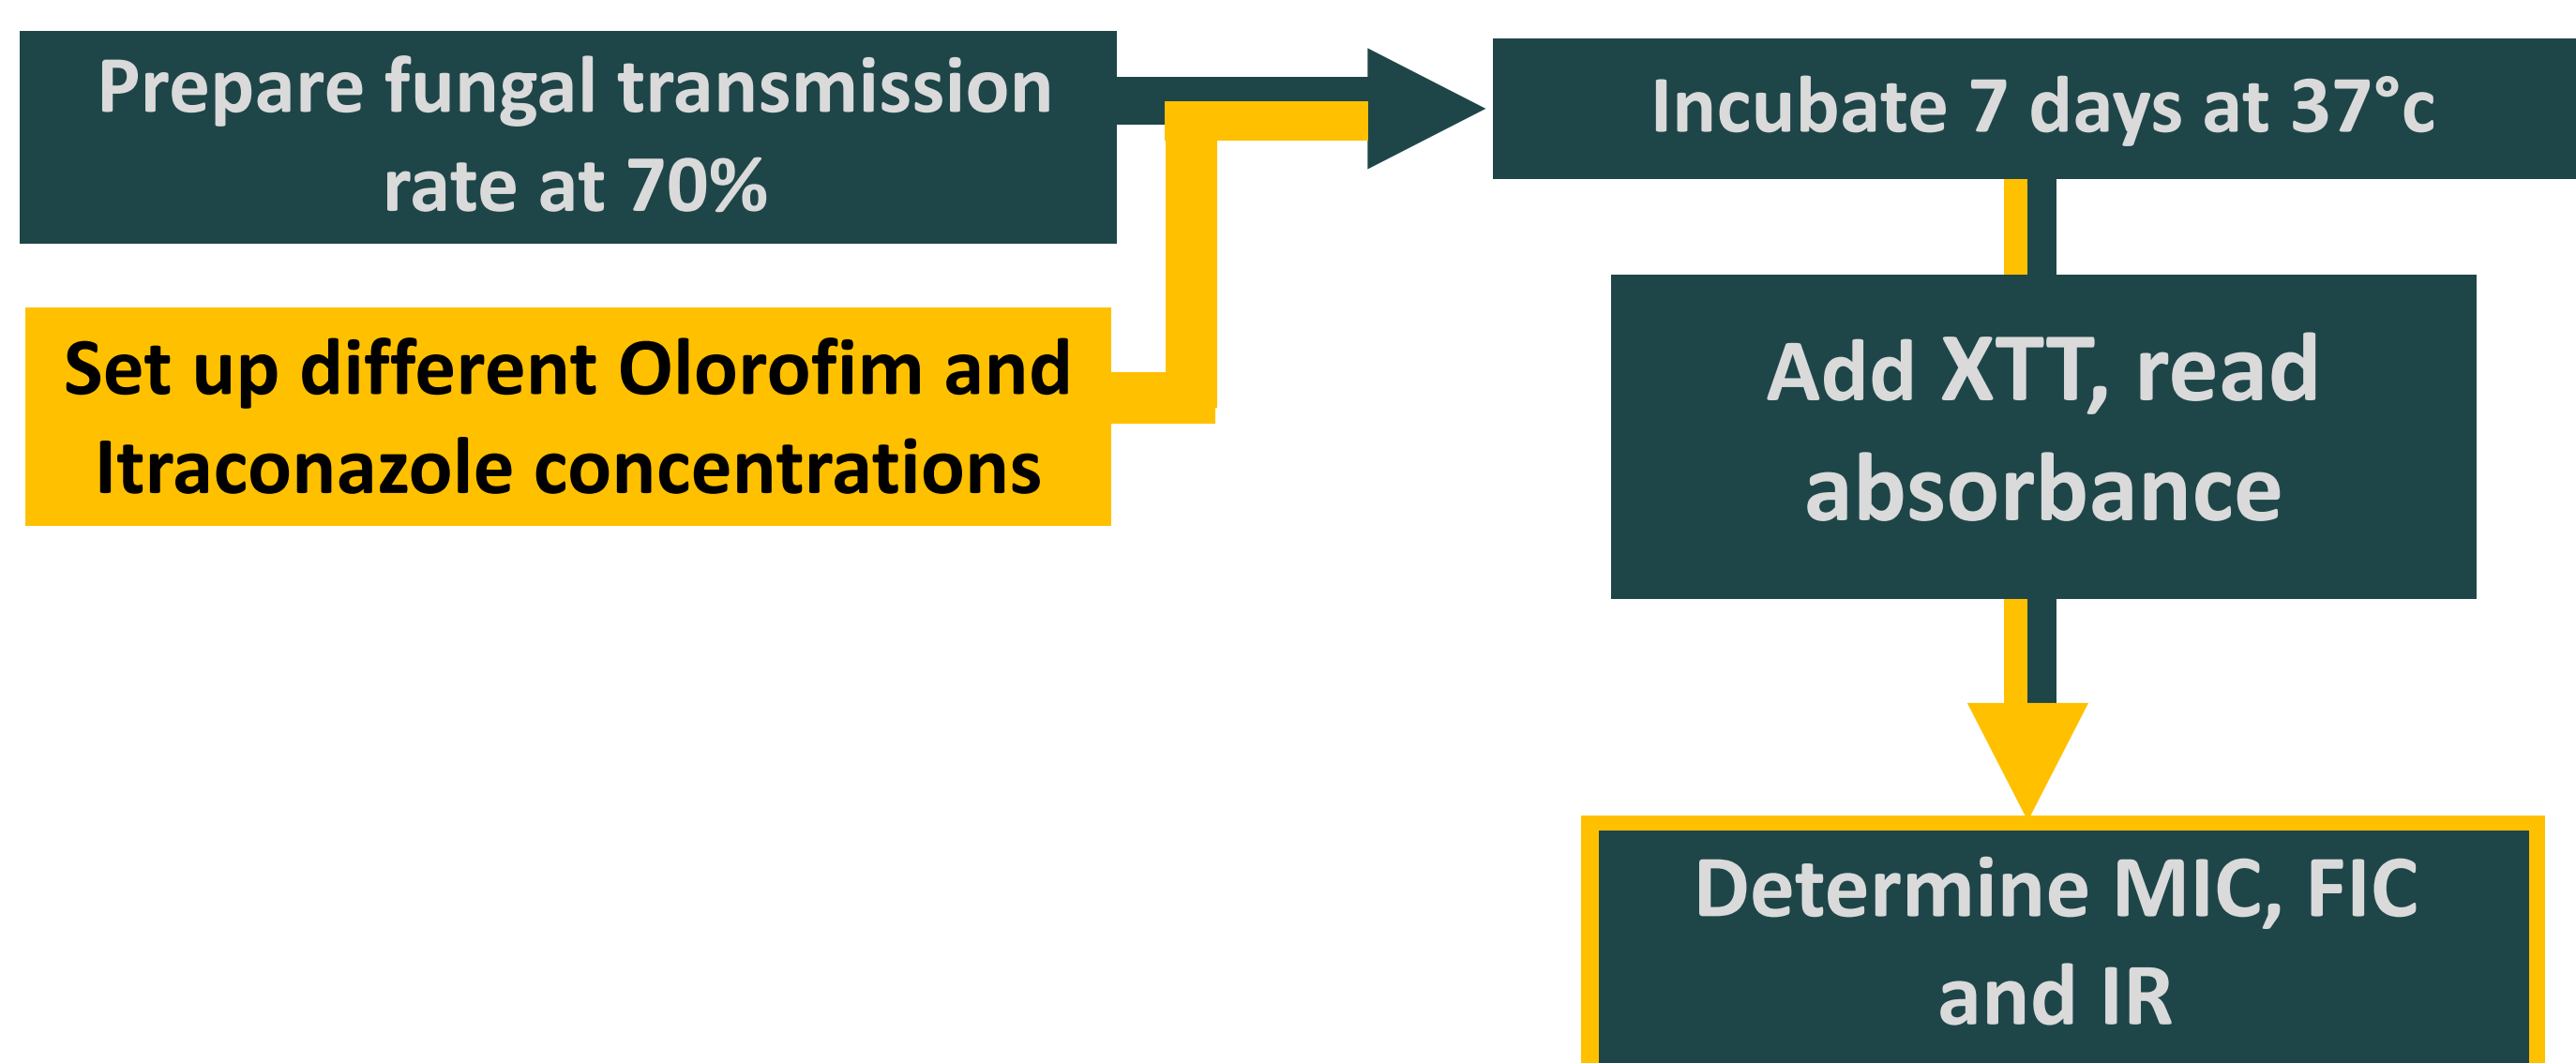 Prepare fungal transmission
rate at 70%
Set up different Olorofim and
Itraconazole concentrations
Incubate 7 days at 37°c
Add XTT, read
absorbance
Determine MIC, FIC
and IR